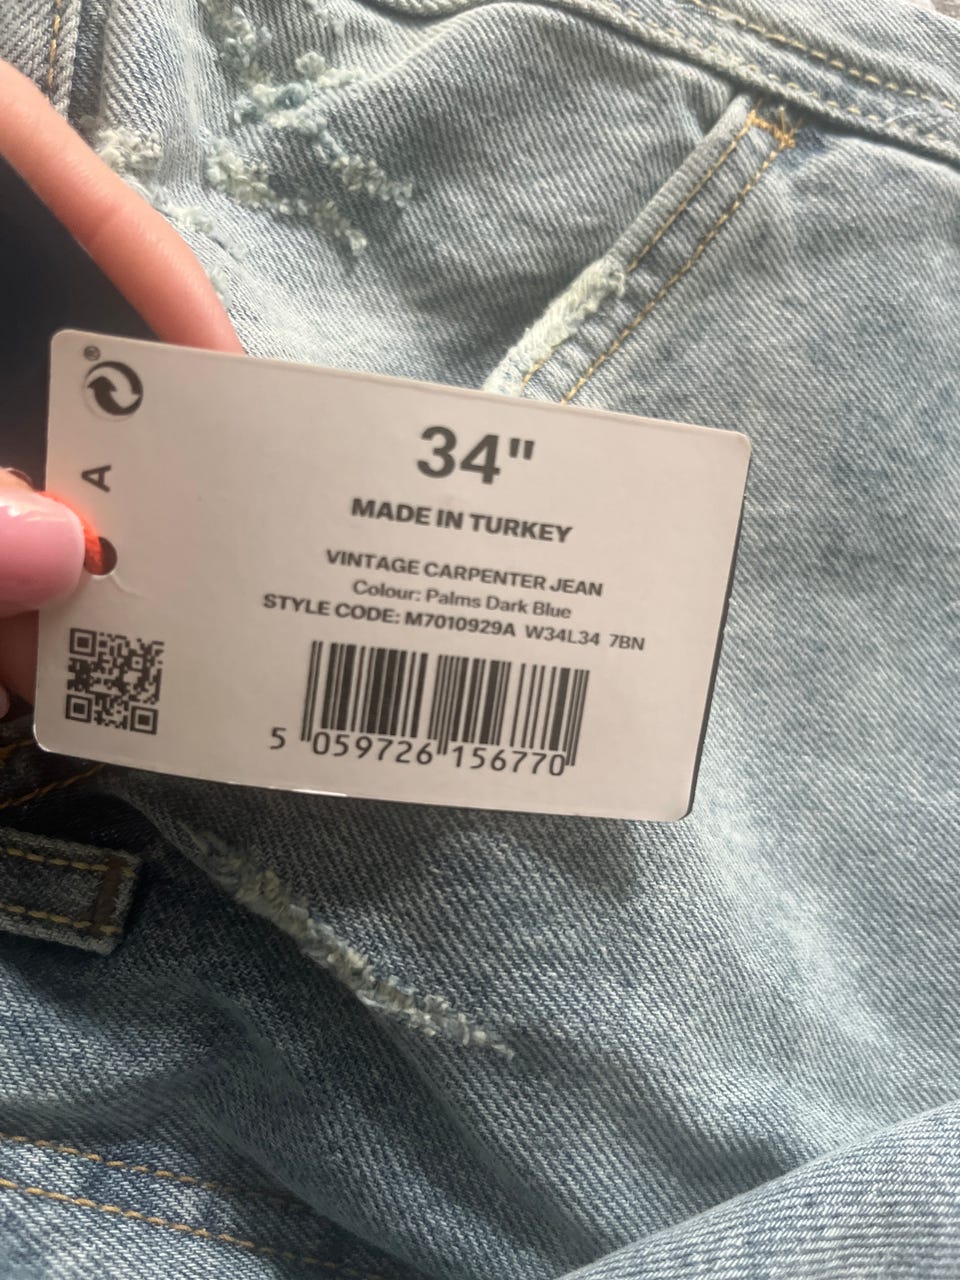 ®
A
34"
MADE IN TURKEY
VINTAGE CARPENTER JEAN
Colour: Palms Dark Blue
STYLE CODE: M7010929A W34L34 7BN
5 059726 156770